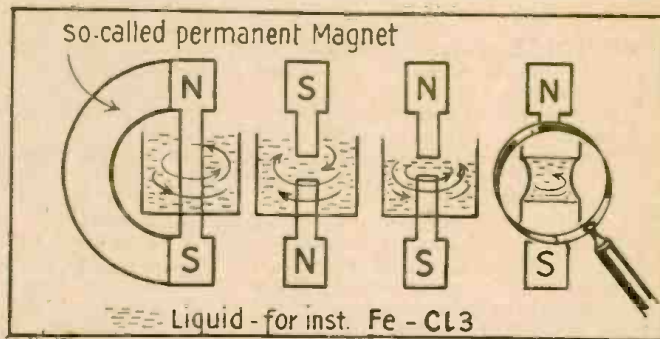 so-called permanent Magnet
N S N N
S N S S
Liquid - for inst. Fe - Cl3